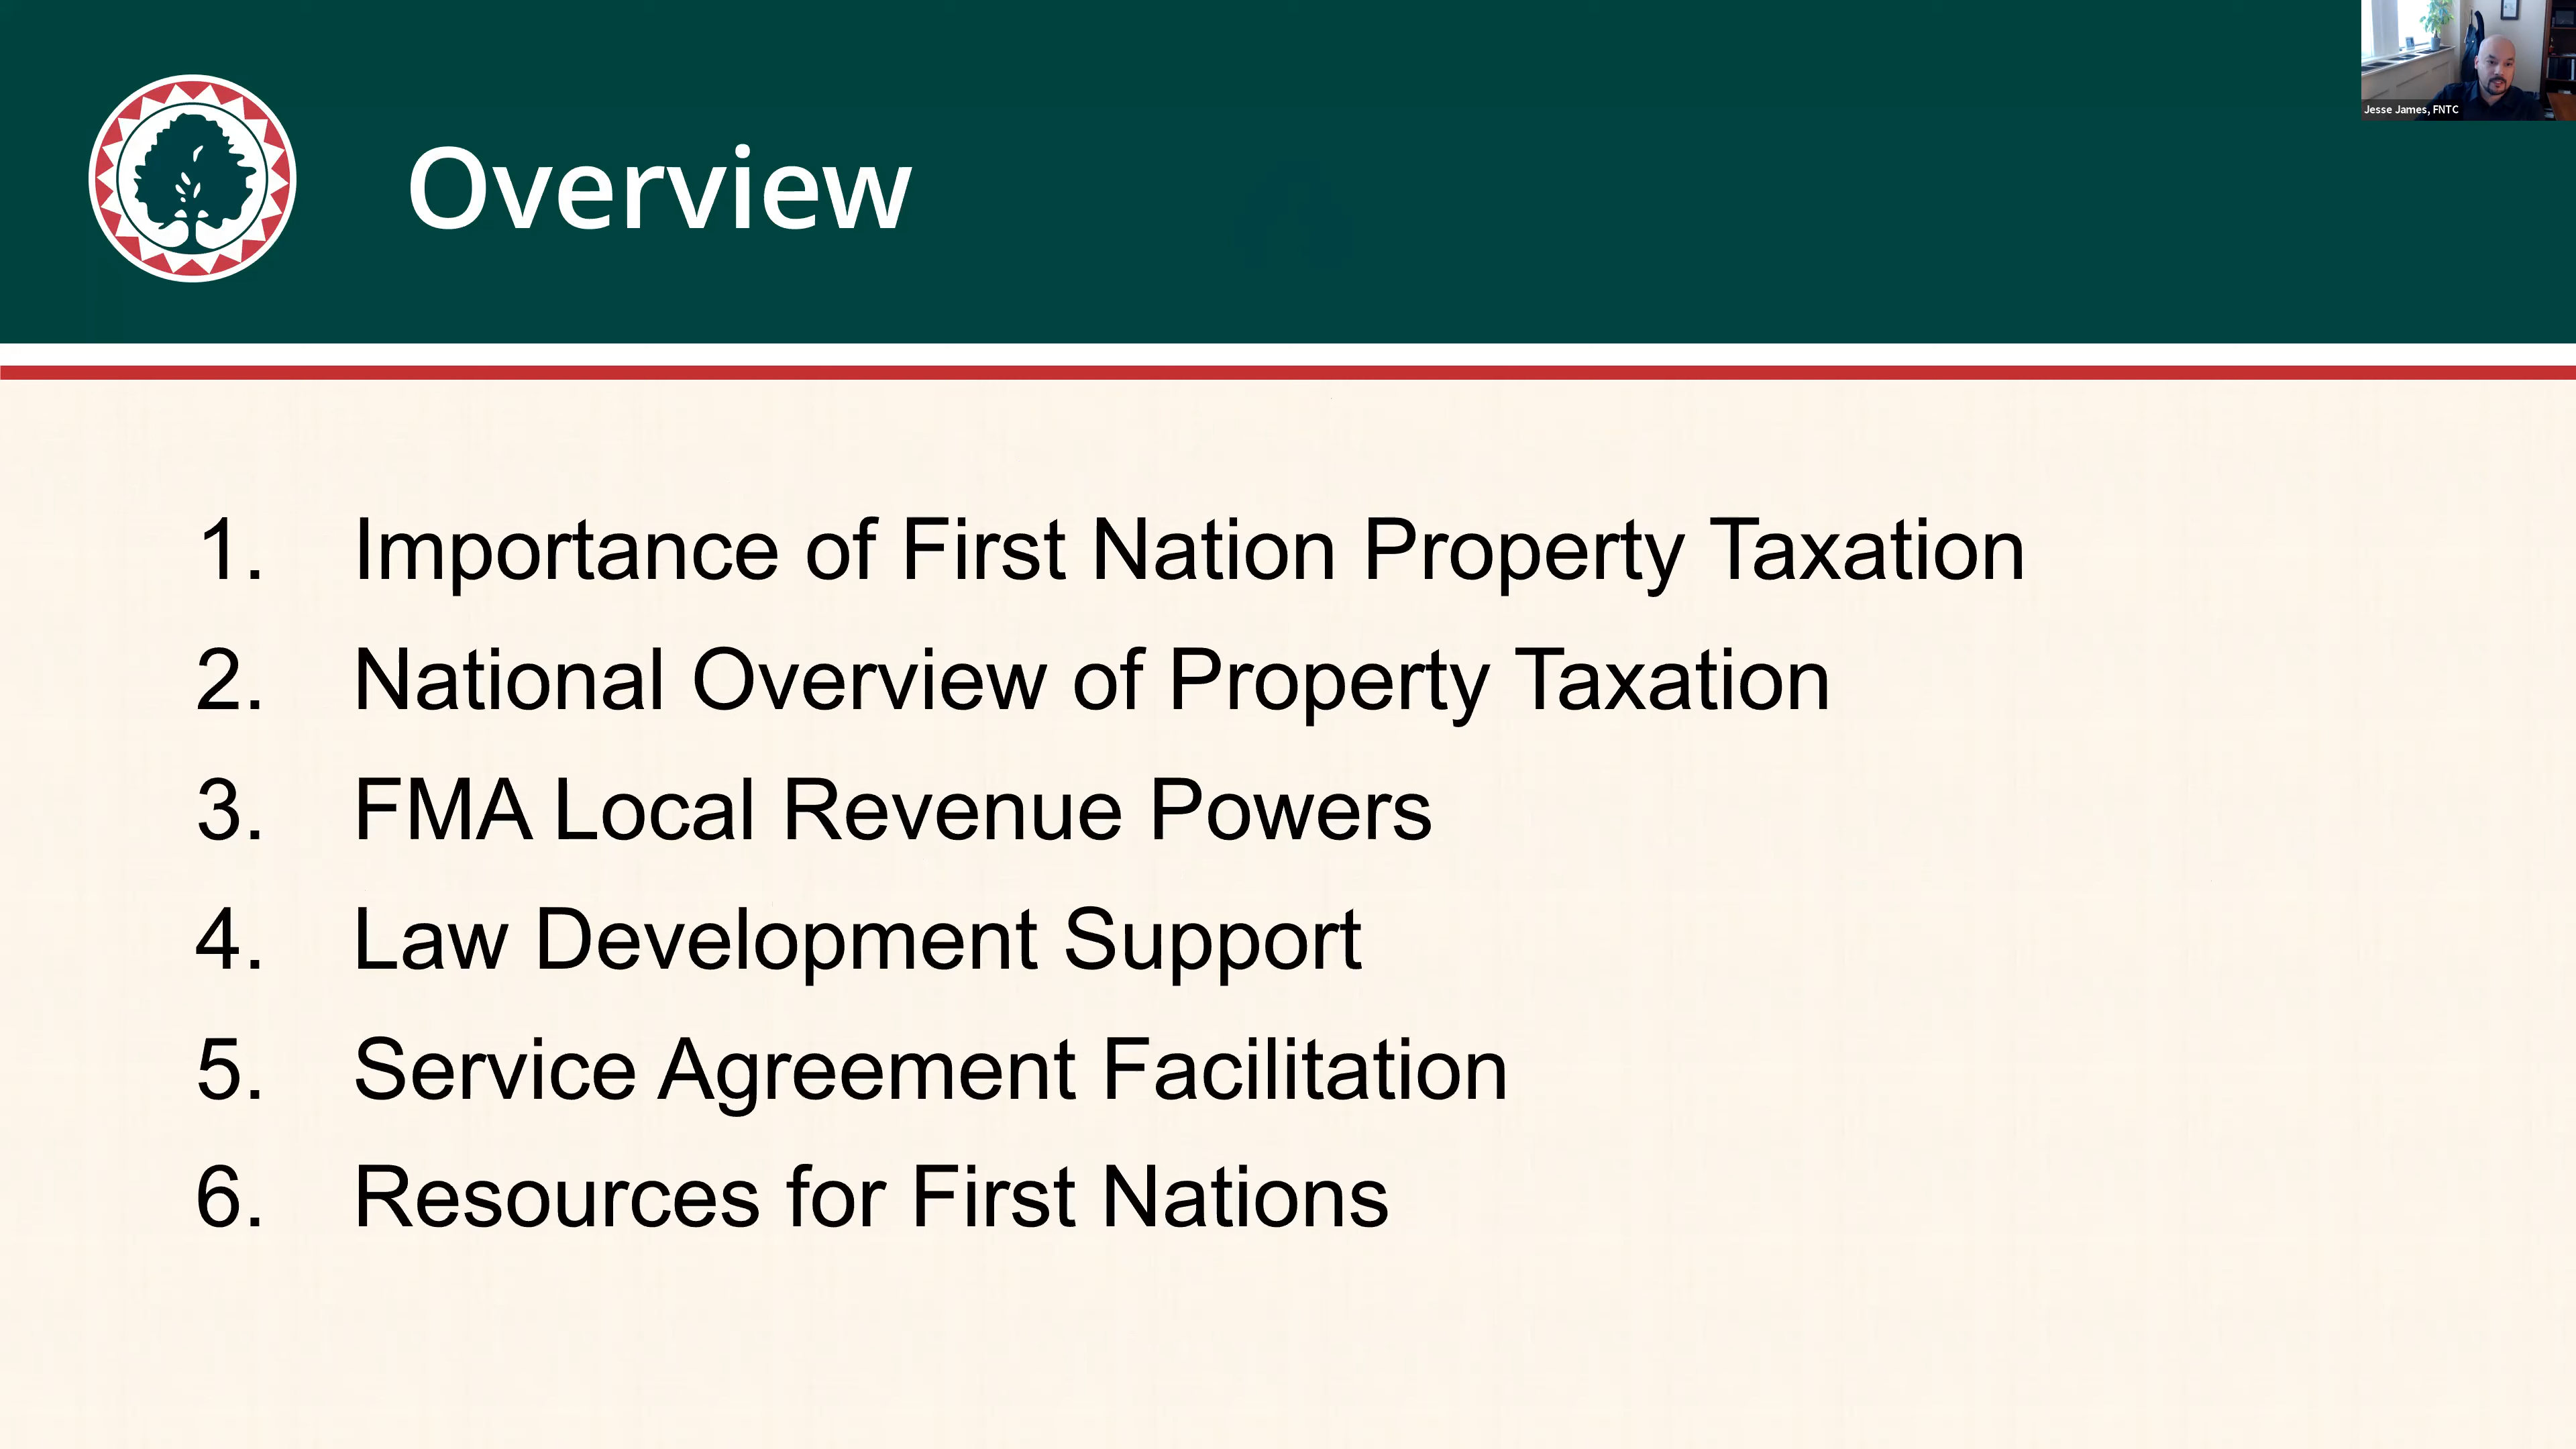 Overview
Jesse James, FNTC
1. Importance of First Nation Property Taxation
2. National Overview of Property Taxation
3. FMA Local Revenue Powers
4. Law Development Support
5. Service Agreement Facilitation
6. Resources for First Nations